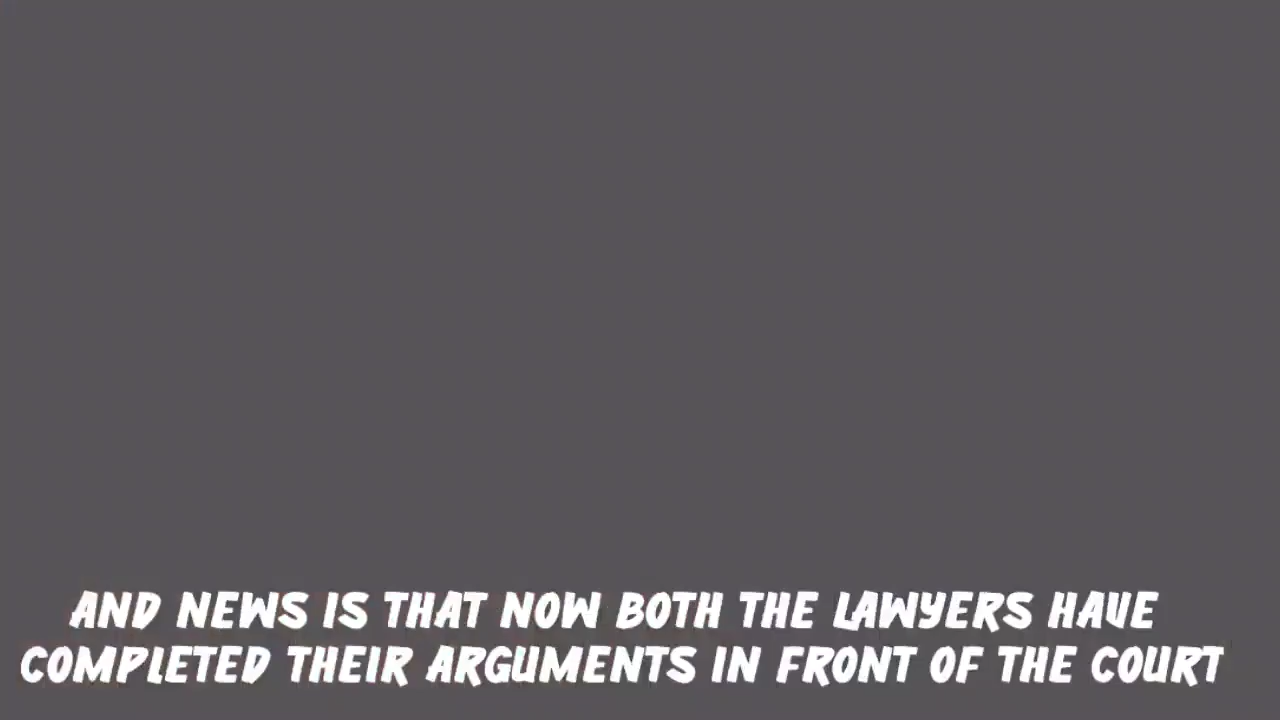 AND NEWS IS THAT NOW BOTH THE LAWYERS HAVE
COMPLETED THEIR ARGUMENTS IN FRONT OF THE COURT